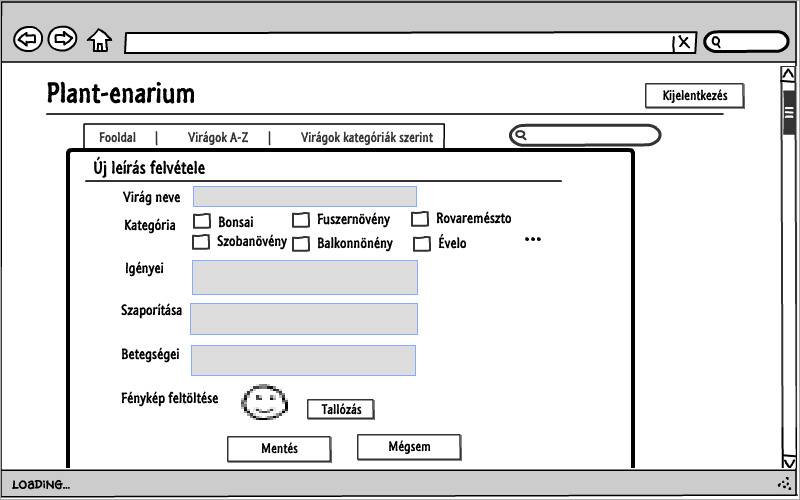 X
Plant-enarium
Kijelentkezés
Fooldal | Virágok A-Z | Virágok kategóriák szerint
Új leírás felvétele
Virág neve
Kategória Bonsai Fuszernövény Rovaremészto
Szobanövény Balkonnönény Évelo ...
Igényei
Szaporítása
Betegségei
Fénykép feltöltése
Tallózás
Mentés Mégsem
LOADING...